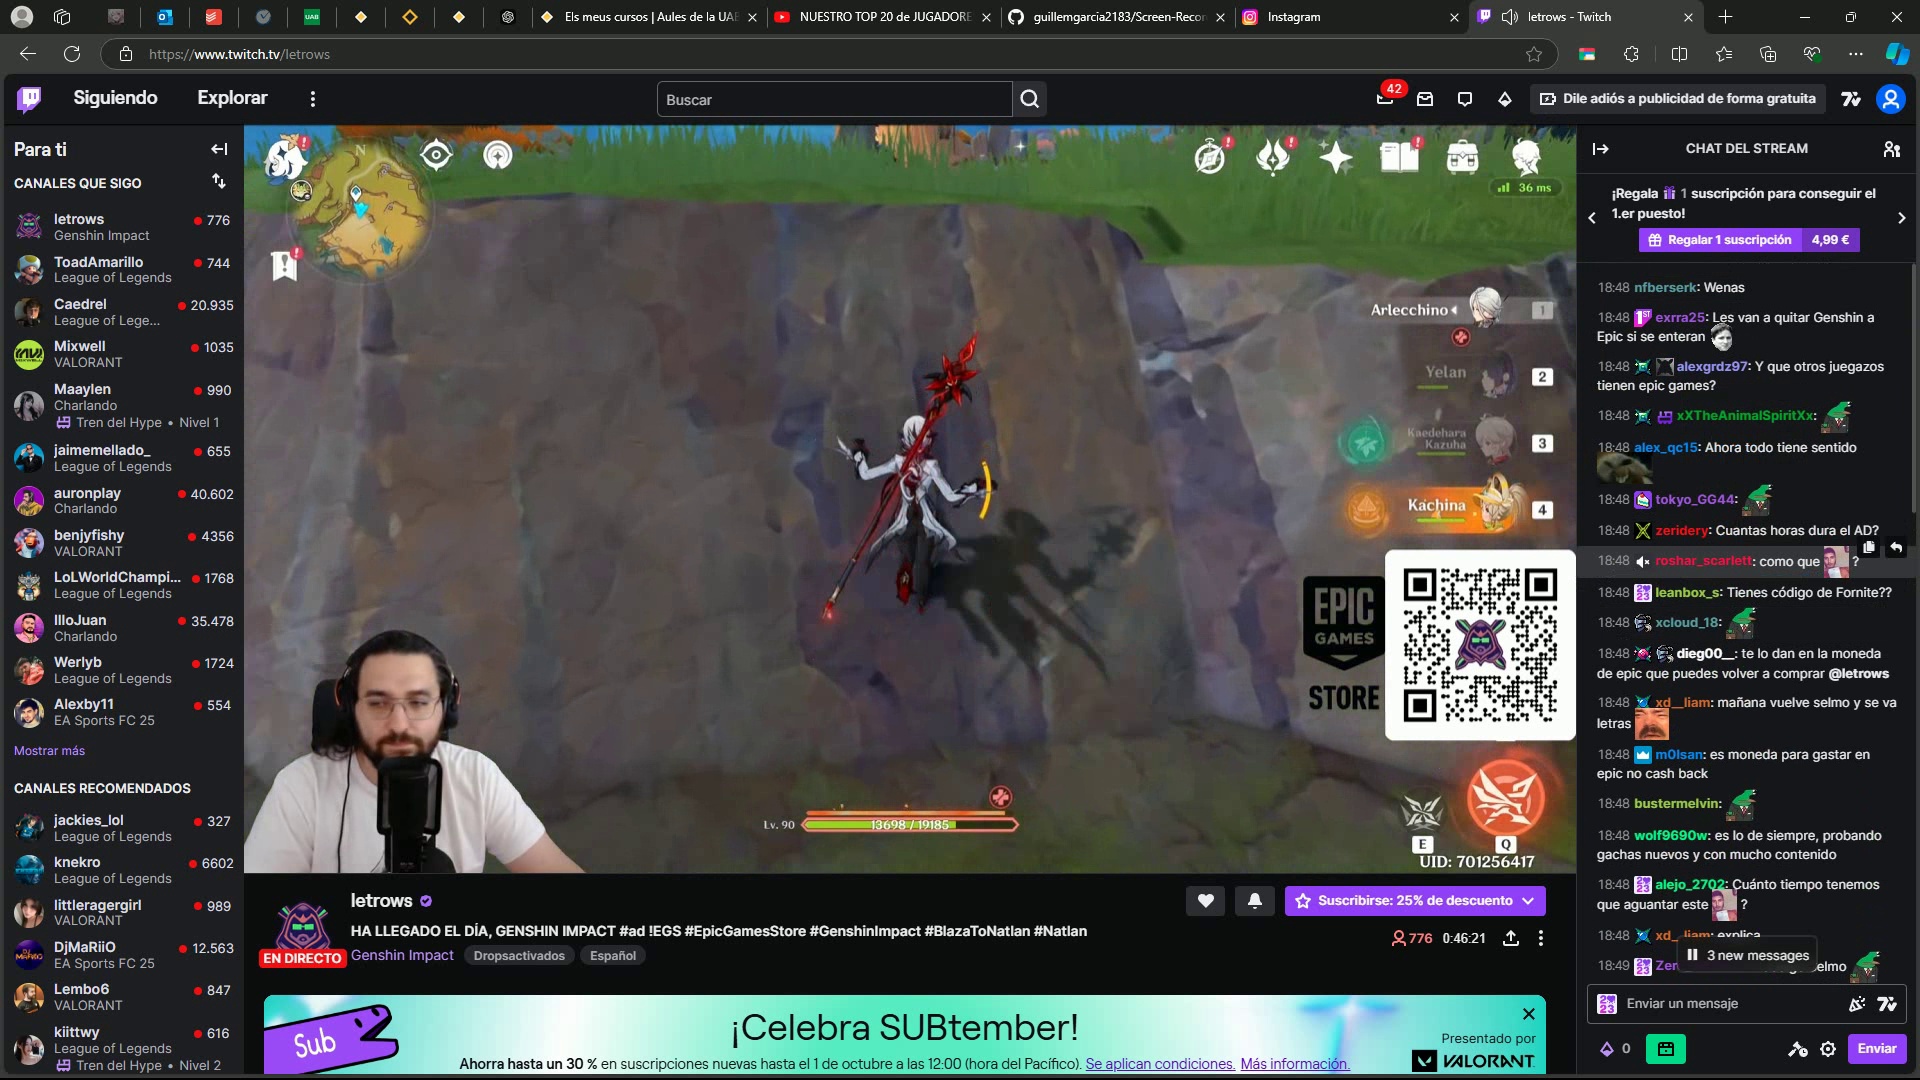 Els meus cursos | Aules de la UAB
NUESTRO TOP 20 de JUGADORE
guillemgarcia2183/Screen-Recor
Instagram
letrows - Twitch
https://www.twitch.tv/letrows
Siguiendo
Explorar
Buscar
42
Dile adiós a publicidad de forma gratuita
Para ti
CANALES QUE SIGO
letrows
776
Genshin Impact
ToadAmarillo
744
League of Legends
Caedrel
20.935
League of Lege...
Mixwell
1035
VALORANT
Maaylen
990
Charlando
Tren del Hype • Nivel 1
jaimemellado_
655
League of Legends
auronplay
40.602
Charlando
benjyfishy
4356
VALORANT
LoLWorldChampi...
1768
League of Legends
IlloJuan
35.478
Charlando
Werlyb
1724
League of Legends
Alexby11
554
EA Sports FC 25
Mostrar más
CANALES RECOMENDADOS
jackies_lol
327
League of Legends
knekro
6602
League of Legends
littleragergirl
989
VALORANT
DjMaRiiO
12.563
EA Sports FC 25
Lembo6
847
VALORANT
kiittwy
616
League of Legends
Tren del Hype • Nivel 2
N
36 ms
Arlecchino
1
Yelan
2
Kaedehara
Kazuha
3
Kachina
4
EPIC
GAMES
STORE
Lv. 90
13698 / 19185
E
Q
UID: 701256417
letrows
Suscribirse: 25% de descuento
HA LLEGADO EL DÍA, GENSHIN IMPACT #ad !EGS #EpicGamesStore #GenshinImpact #BlazaToNatlan #Natlan
776
0:46:21
EN DIRECTO
Genshin Impact
Dropsactivados
Español
Sub
¡Celebra SUBtember!
Ahorra hasta un 30 % en suscripciones nuevas hasta el 1 de octubre a las 12:00 (hora del Pacífico). Se aplican condiciones. Más información.
Presentado por
VALORANT
CHAT DEL STREAM
¡Regala 1 suscripción para conseguir el
1.er puesto!
Regalar 1 suscripción
4,99 €
18:48 nfberserk: Wenas
18:48 1ST exrra25: Les van a quitar Genshin a
Epic si se enteran
18:48 alexgrdz97: Y que otros juegazos
tienen epic games?
18:48 xXTheAnimalSpiritXx:
18:48 alex_qc15: Ahora todo tiene sentido
18:48 tokyo_GG44:
18:48 zeridery: Cuantas horas dura el AD?
18:48 roshar_scarlett: como que ?
18:48 leanbox_s: Tienes código de Fornite??
18:48 xcloud_18:
18:48 dieg00__: te lo dan en la moneda
de epic que puedes volver a comprar @letrows
18:48 xd__liam: mañana vuelve selmo y se va
letras
18:48 m0lsan: es moneda para gastar en
epic no cash back
18:48 bustermelvin:
18:48 wolf9690w: es lo de siempre, probando
gachas nuevos y con mucho contenido
18:48 alejo_2702: Cuánto tiempo tenemos
que aguantar este ?
18:48 xd__liam: explica
3 new messages
18:49 Zer
elmo
Enviar un mensaje
0
Enviar